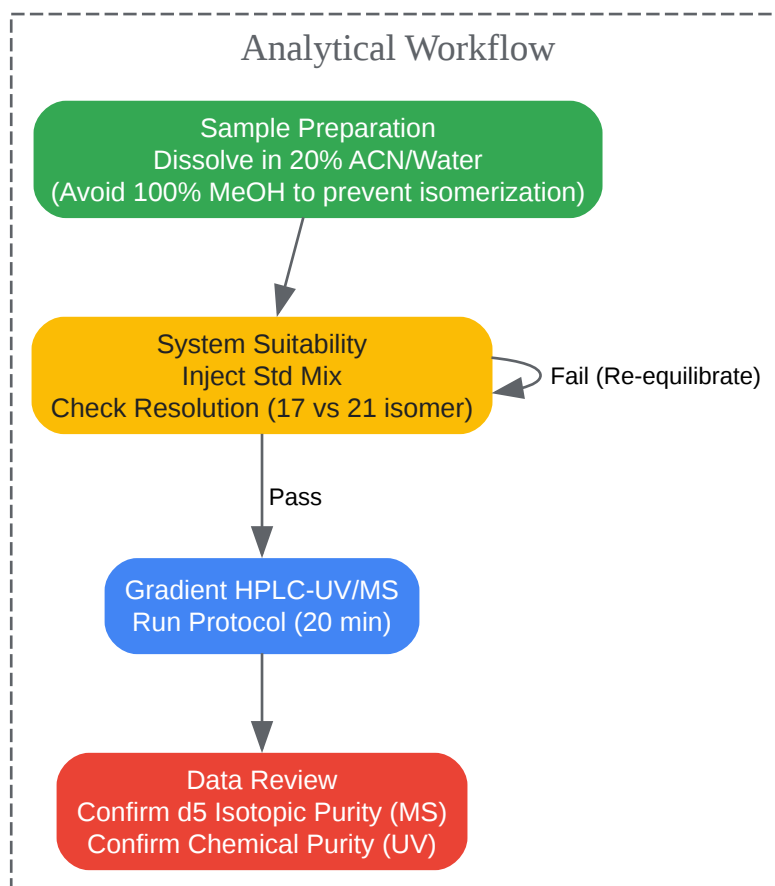 Analytical Workflow
Sample Preparation
Dissolve in 20% ACN/Water
(Avoid 100% MeOH to prevent isomerization)
System Suitability
Inject Std Mix
Check Resolution (17 vs 21 isomer)
Fail (Re-equilibrate)
Pass
Gradient HPLC-UV/MS
Run Protocol (20 min)
Data Review
Confirm d5 Isotopic Purity (MS)
Confirm Chemical Purity (UV)